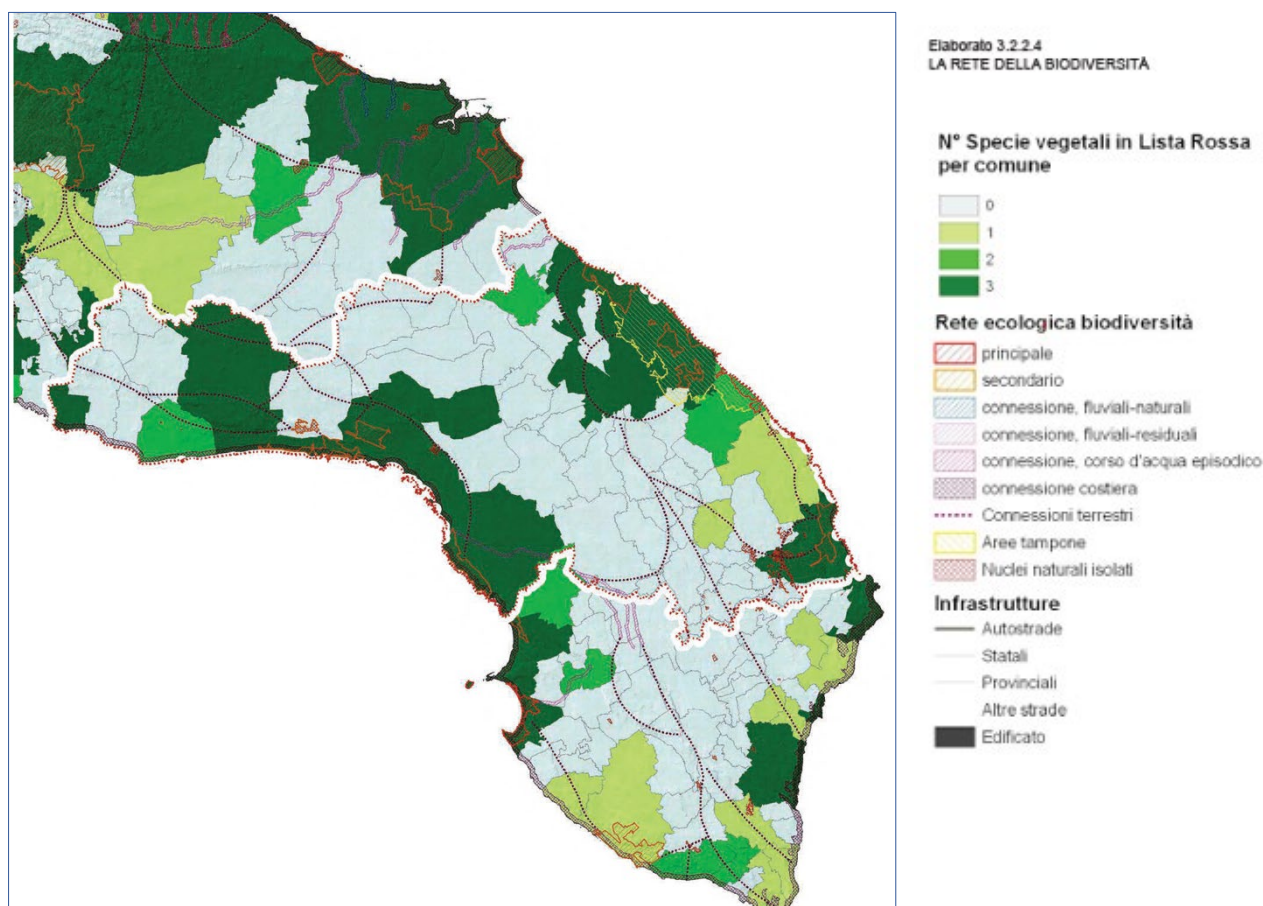 Elaborato 3.2.2.4
LA RETE DELLA BIODIVERSITÀ
N° Specie vegetali in Lista Rossa
per comune
0
1
2
3
Rete ecologica biodiversità
principale
secondario
connessione, fluviali-naturali
connessione, fluviali-residuali
connessione, corso d'acqua episodico
connessione costiera
Connessioni terrestri
Aree tampone
Nuclei naturali isolati
Infrastrutture
Autostrade
Statali
Provinciali
Altre strade
Edificato